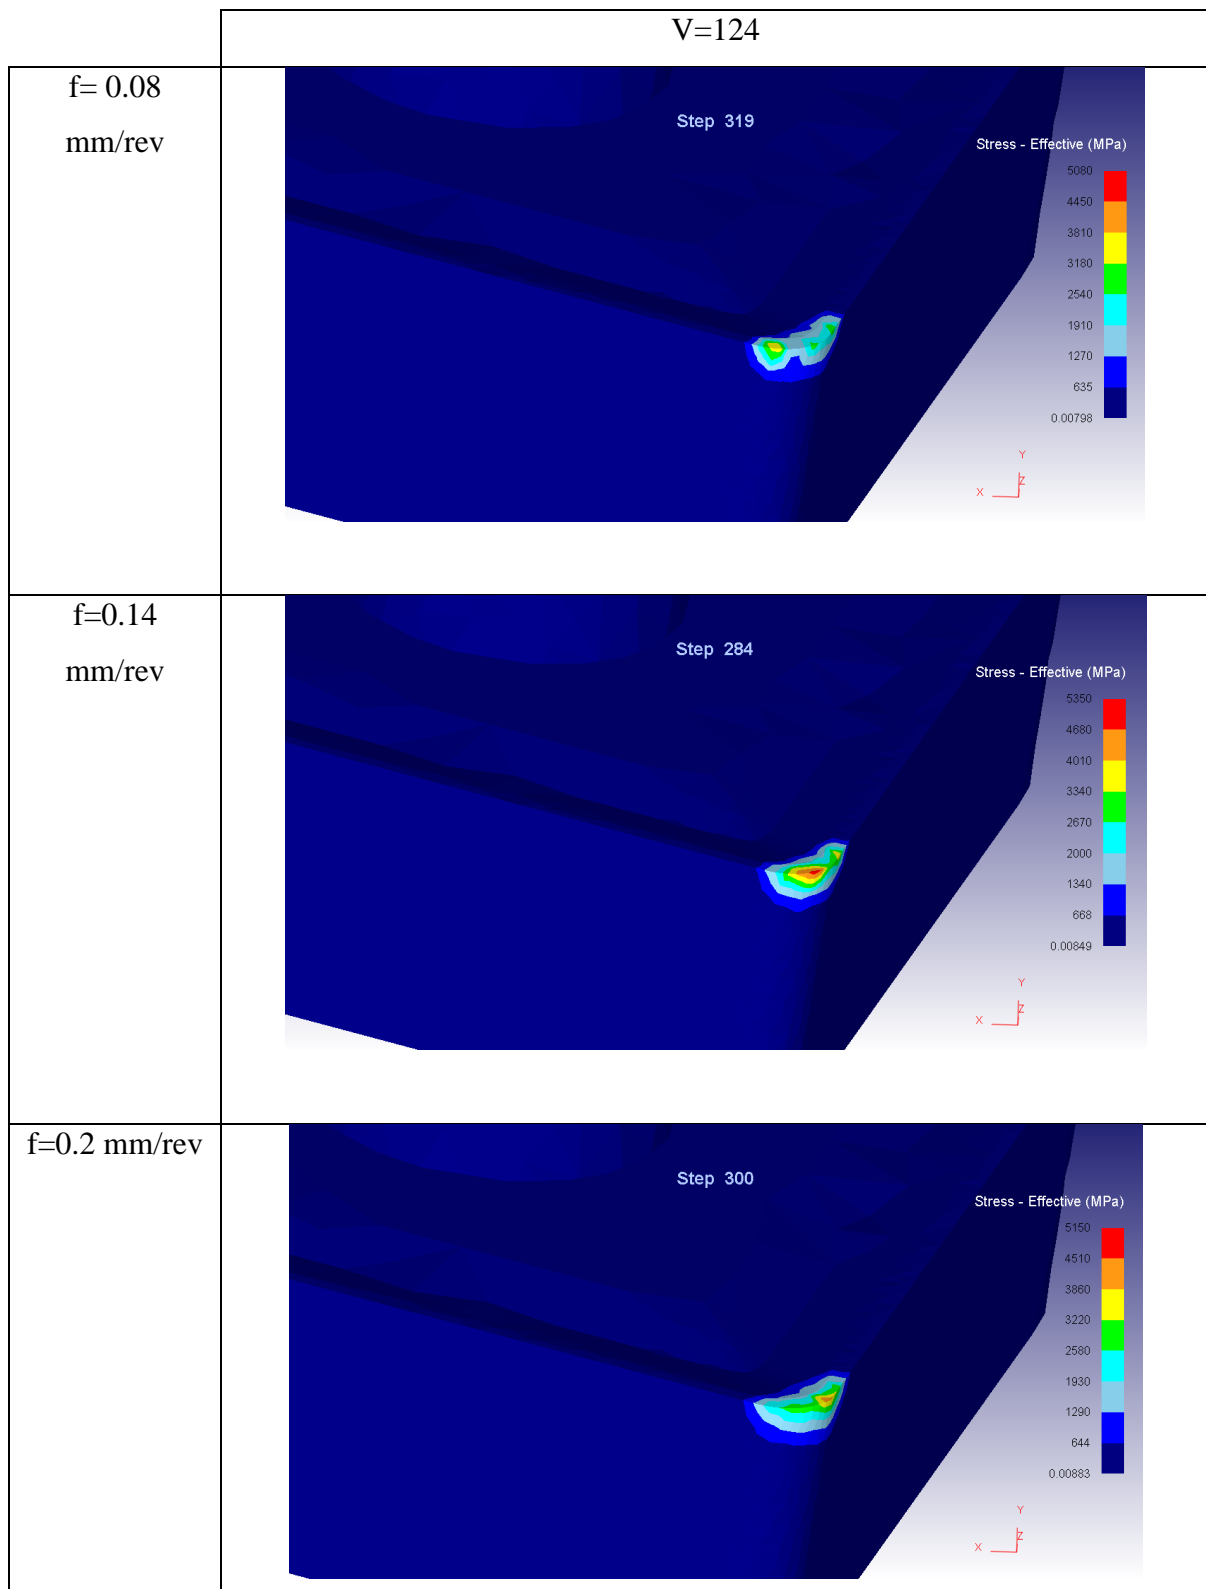 V=124
f= 0.08
mm/rev
Step 319
Stress - Effective (MPa)
5080
4450
3810
3180
2540
1910
1270
635
0.00798
Y
Z
X
f=0.14
mm/rev
Step 284
Stress - Effective (MPa)
5350
4680
4010
3340
2670
2000
1340
668
0.00849
Y
Z
X
f=0.2 mm/rev
Step 300
Stress - Effective (MPa)
5150
4510
3860
3220
2580
1930
1290
644
0.00883
Y
Z
X